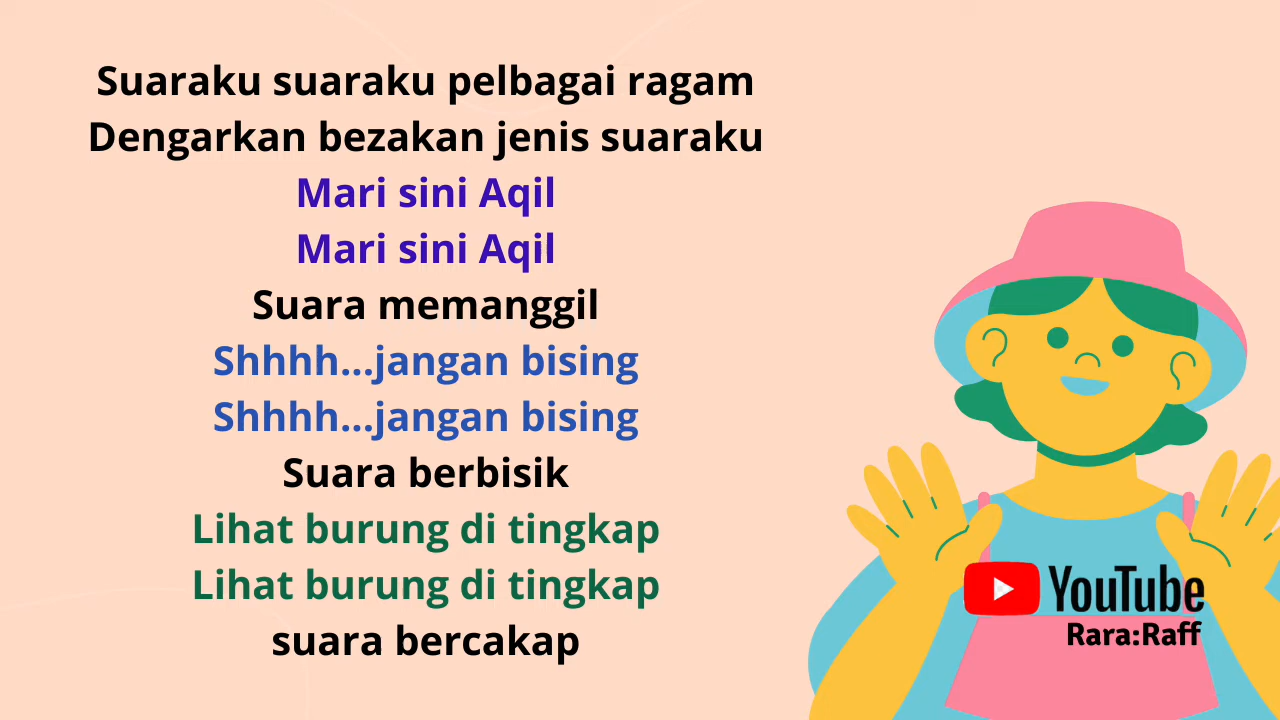 Suaraku suaraku pelbagai ragam
Dengarkan bezakan jenis suaraku
Mari sini Aqil
Mari sini Aqil
Suara memanggil
Shhhh...jangan bising
Shhhh...jangan bising
Suara berbisik
Lihat burung di tingkap
Lihat burung di tingkap
suara bercakap
YouTube
Rara:Raff